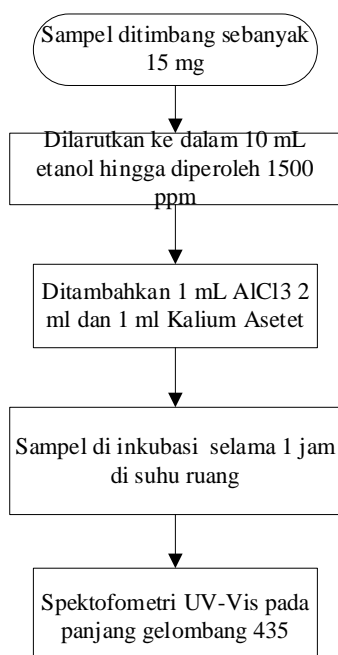 Sampel ditimbang sebanyak
15 mg
Dilarutkan ke dalam 10 mL
etanol hingga diperoleh 1500
ppm
Ditambahkan 1 mL AlCl3 2
ml dan 1 ml Kalium Asetet
Sampel di inkubasi selama 1 jam
di suhu ruang
Spektofometri UV-Vis pada
panjang gelombang 435